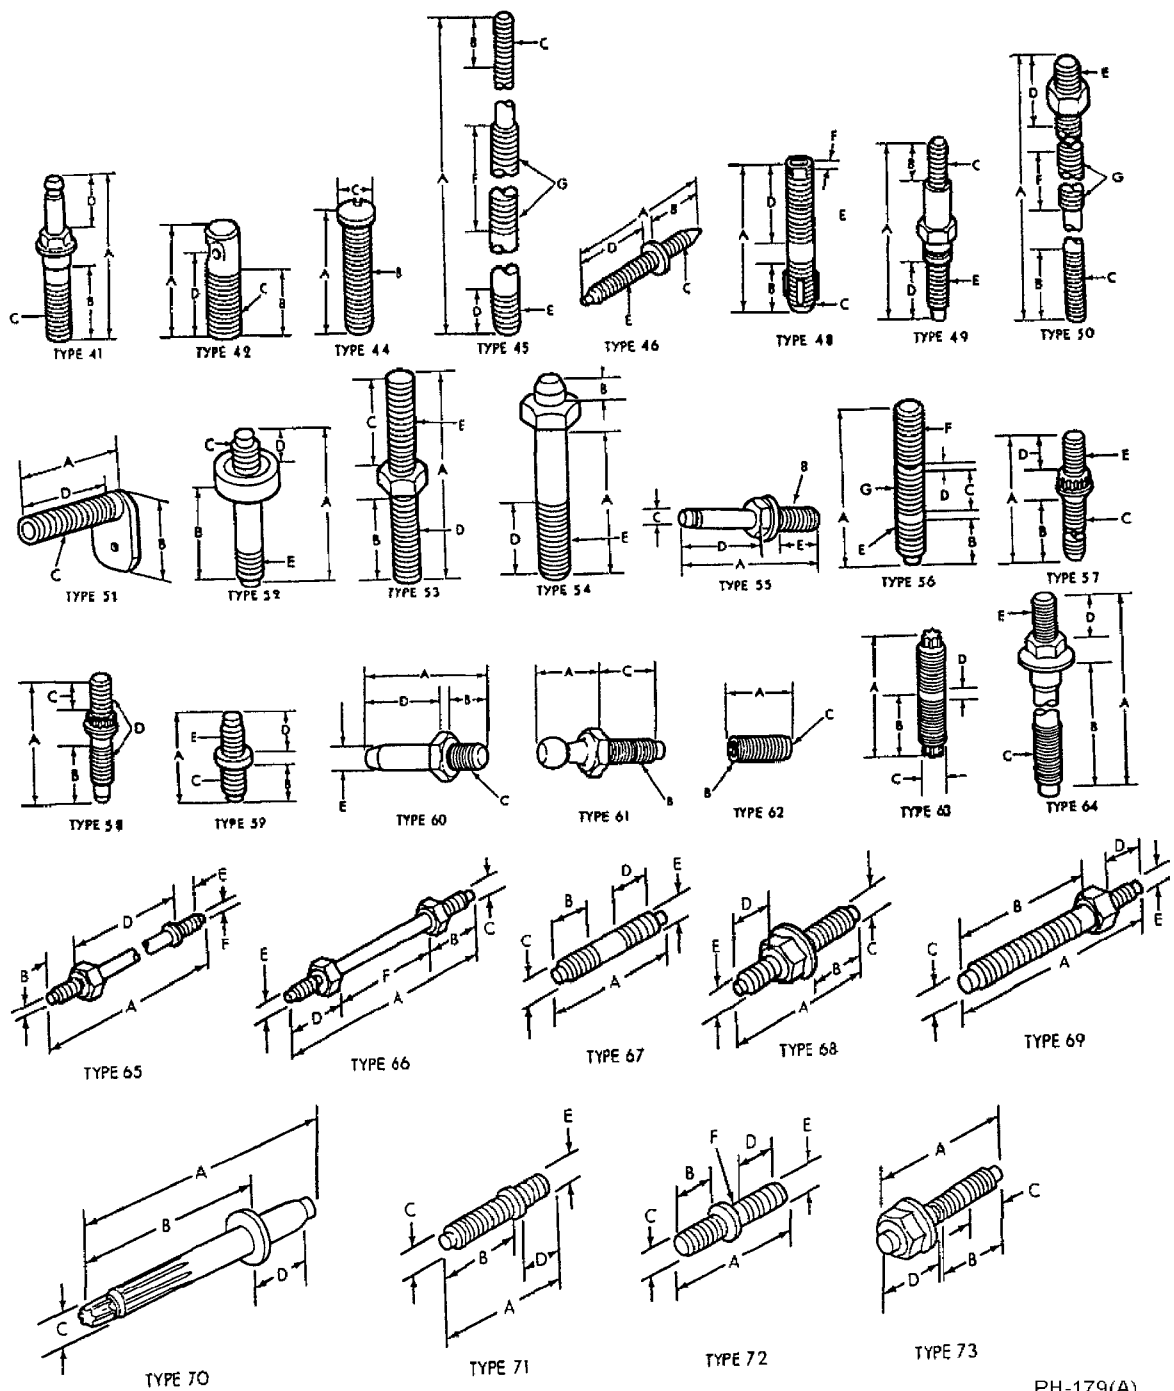 A B C D
TYPE 41
A B C D
TYPE 42
A B C
TYPE 44
A B C D E F G
TYPE 45
A B C D E
TYPE 46
A B C D E F
TYPE 48
A B C D E
TYPE 49
A B C D E F G
TYPE 50
A B C D
TYPE 51
A B C D E
TYPE 52
A B C D E
TYPE 53
A B D E
TYPE 54
A B C D E
TYPE 55
A B C D E F G
TYPE 56
A B C D E
TYPE 57
A B C D
TYPE 58
A B C D E
TYPE 59
A B C D E
TYPE 60
A B C
TYPE 61
A B C
TYPE 62
A B C D
TYPE 63
A B C D E
TYPE 64
A B D E F
TYPE 65
A B C D E F
TYPE 66
A B C D E
TYPE 67
A B C D E
TYPE 68
A B C D E
TYPE 69
A B C D
TYPE 70
A B C D E
TYPE 71
A B C D E F
TYPE 72
A B C D
TYPE 73
PH-179(A)